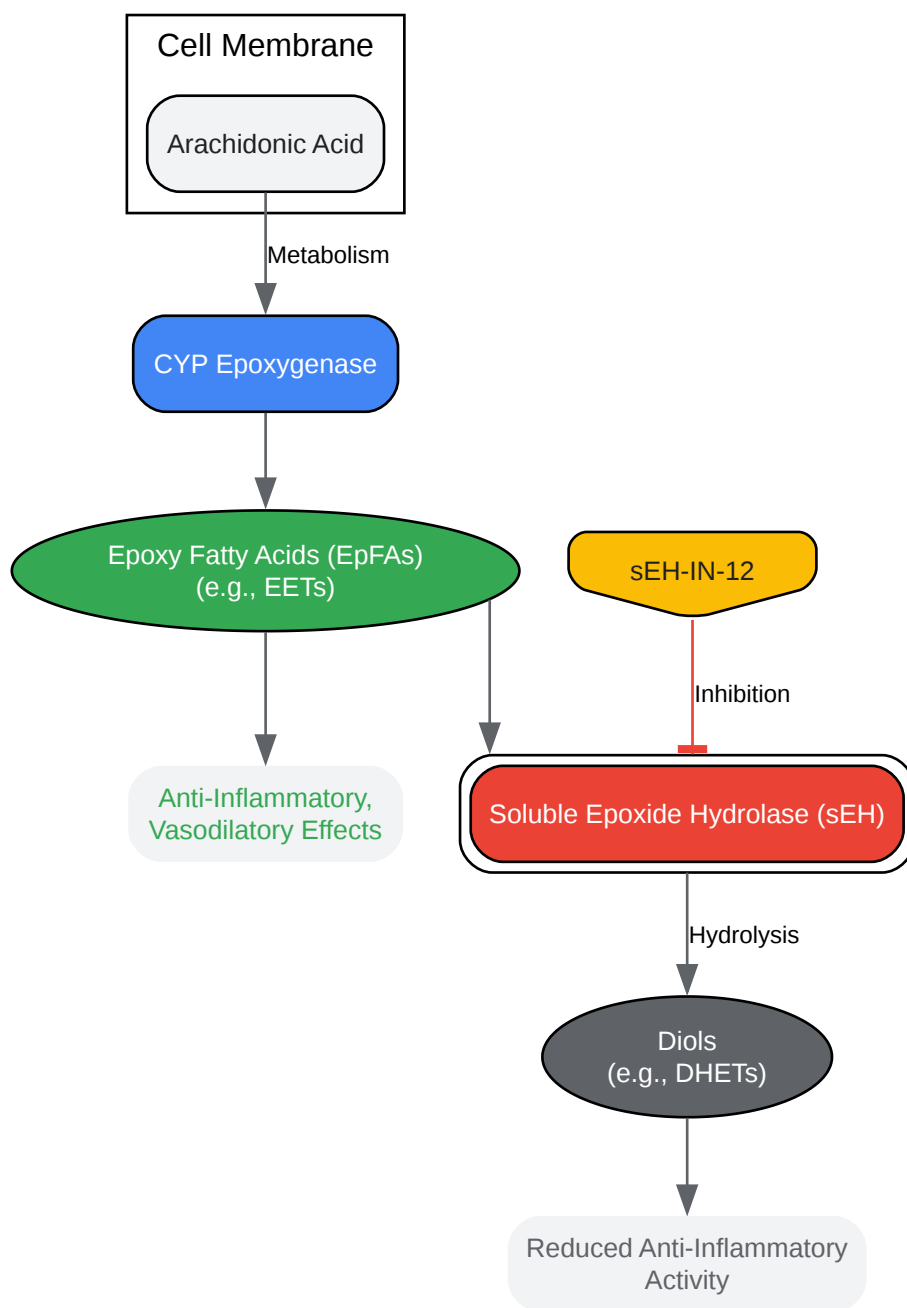 Cell Membrane
Arachidonic Acid
Metabolism
CYP Epoxygenase
Epoxy Fatty Acids (EpFAs)
(e.g., EETs)
sEH-IN-12
Inhibition
Anti-Inflammatory,
Vasodilatory Effects
Soluble Epoxide Hydrolase (sEH)
Hydrolysis
Diols
(e.g., DHETs)
Reduced Anti-Inflammatory
Activity